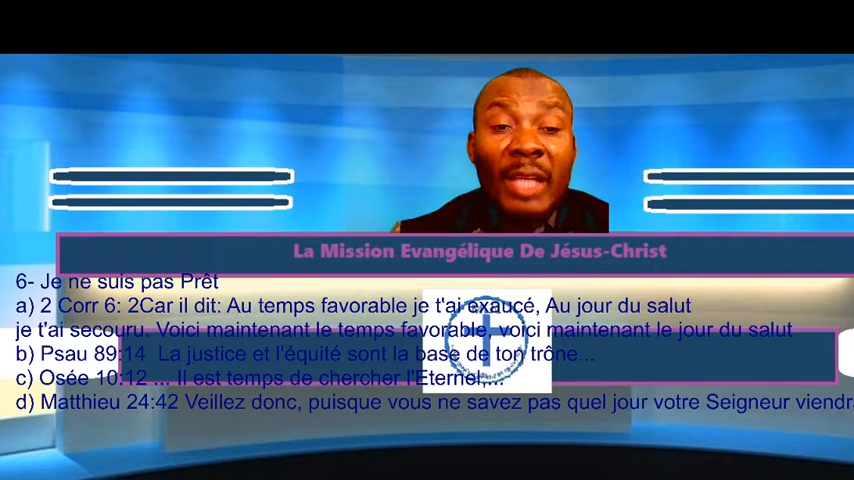 La Mission Evangélique De Jésus-Christ
6- Je ne suis pas Prêt
a) 2 Corr 6: 2Car il dit: Au temps favorable je t'ai exaucé, Au jour du salut
je t'ai secouru. Voici maintenant le temps favorable, voici maintenant le jour du salut
b) Psau 89:14 La justice et l'équité sont la base de ton trône...
c) Osée 10:12 ... Il est temps de chercher l'Eternel,...
d) Matthieu 24:42 Veillez donc, puisque vous ne savez pas quel jour votre Seigneur viendra